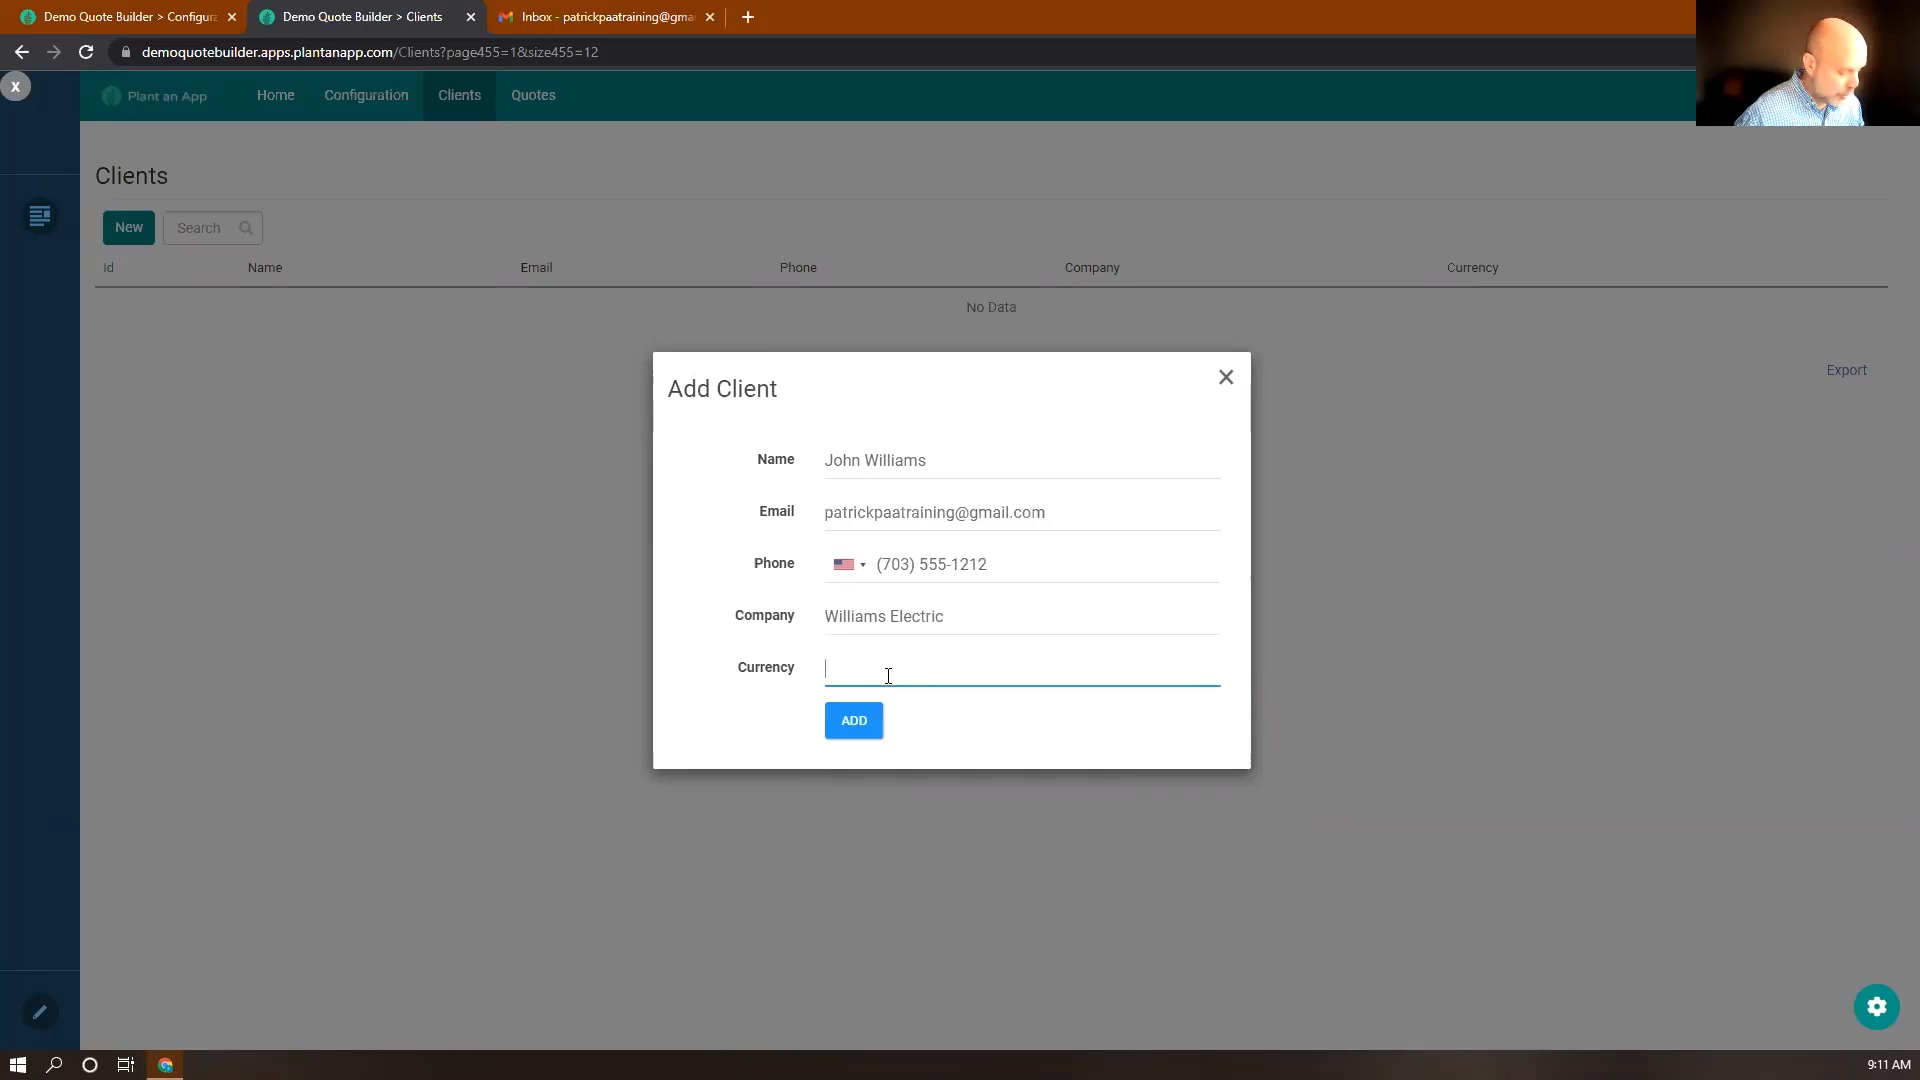 Demo Quote Builder > Configura
Demo Quote Builder > Clients
Inbox - patrickpaatraining@gma
demoquotebuilder.apps.plantanapp.com/Clients?page455=1&size455=12
x
Plant an App
Home
Configuration
Clients
Quotes
Clients
New
Search
Id
Name
Email
Phone
Company
Currency
No Data
Export
Add Client
Name
John Williams
Email
patrickpaatraining@gmail.com
Phone
(703) 555-1212
Company
Williams Electric
Currency
ADD
9:11 AM